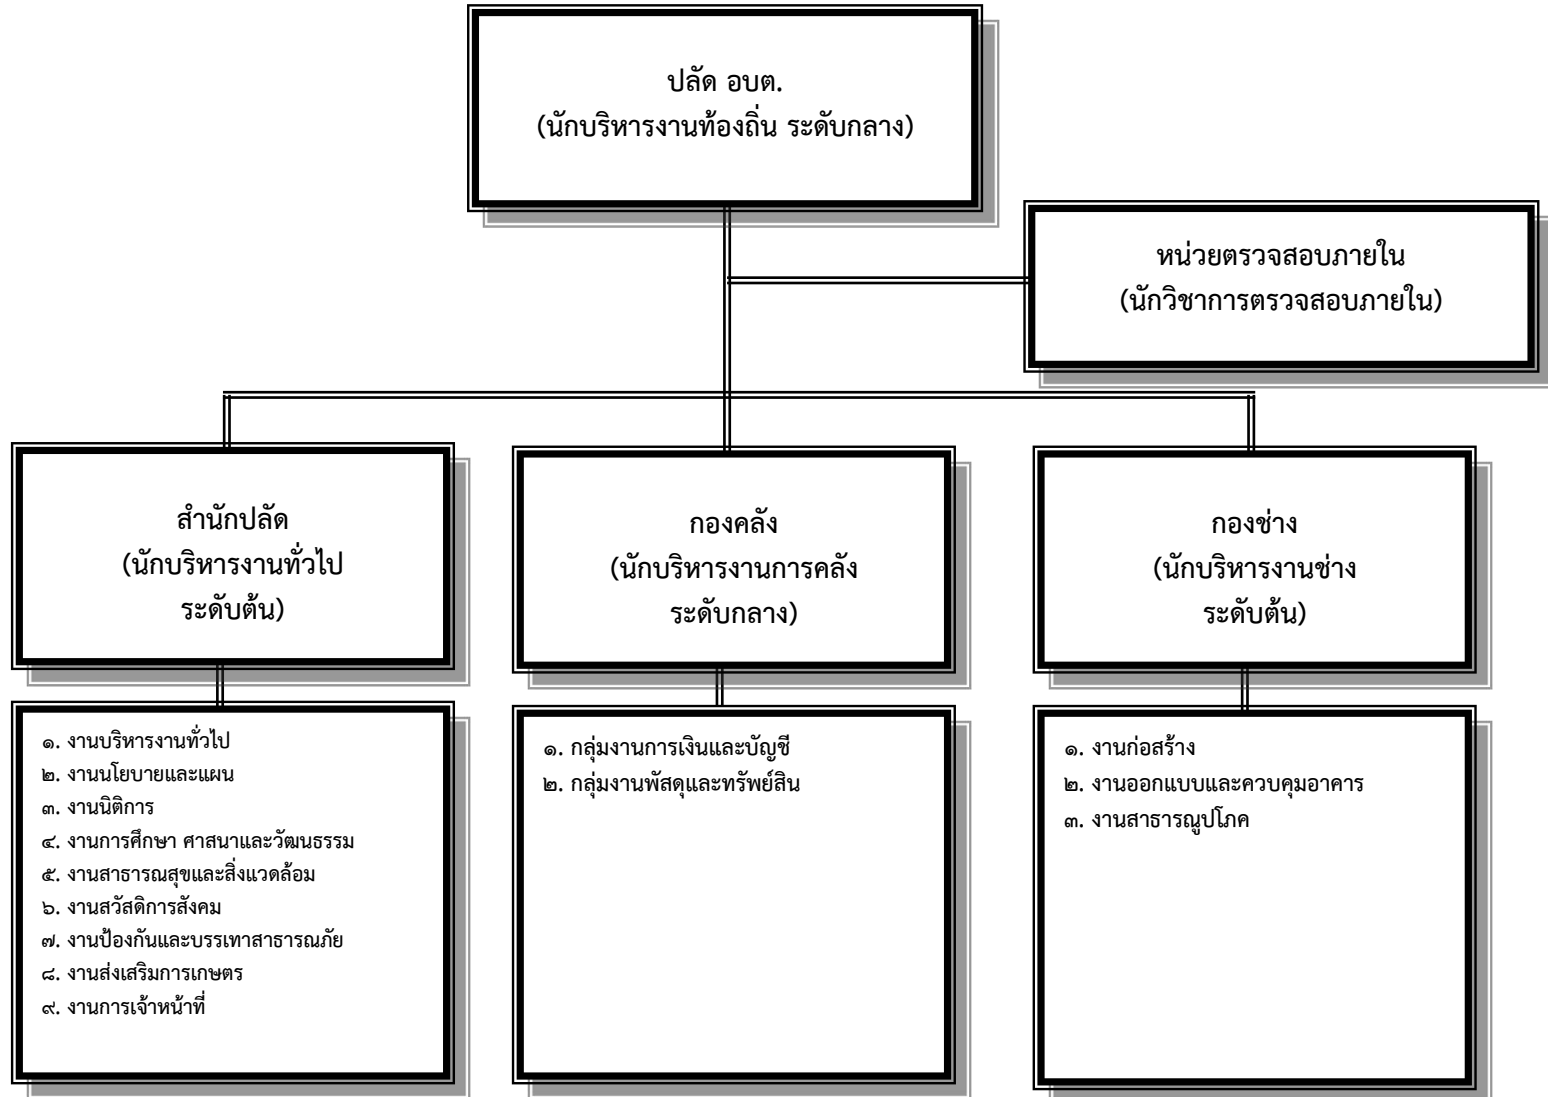 ปลัด อบต.
(นักบริหารงานท้องถิ่น ระดับกลาง)
หน่วยตรวจสอบภายใน
(นักวิชาการตรวจสอบภายใน)
สำนักปลัด
(นักบริหารงานทั่วไป
ระดับต้น)
กองคลัง
(นักบริหารงานการคลัง
ระดับกลาง)
กองช่าง
(นักบริหารงานช่าง
ระดับต้น)
๑. งานบริหารงานทั่วไป
๒. งานนโยบายและแผน
๓. งานนิติการ
๔. งานการศึกษา ศาสนาและวัฒนธรรม
๕. งานสาธารณสุขและสิ่งแวดล้อม
๖. งานสวัสดิการสังคม
๗. งานป้องกันและบรรเทาสาธารณภัย
๘. งานส่งเสริมการเกษตร
๙. งานการเจ้าหน้าที่
๑. กลุ่มงานการเงินและบัญชี
๒. กลุ่มงานพัสดุและทรัพย์สิน
๑. งานก่อสร้าง
๒. งานออกแบบและควบคุมอาคาร
๓. งานสาธารณูปโภค